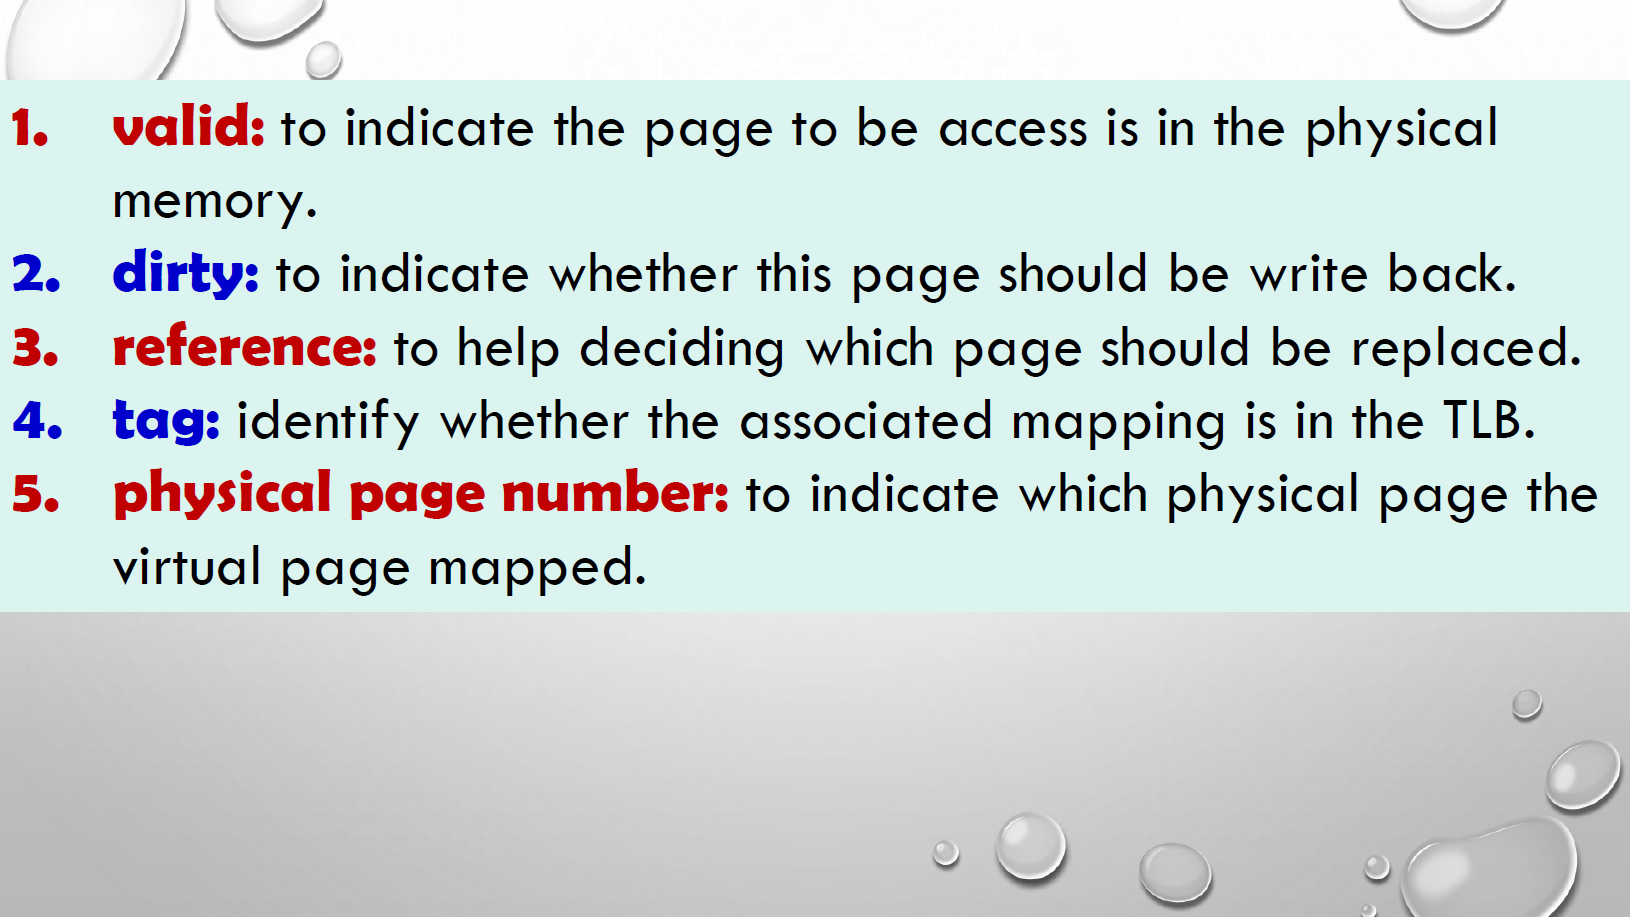 1. valid: to indicate the page to be access is in the physical
memory.
2. dirty: to indicate whether this page should be write back.
3. reference: to help deciding which page should be replaced.
4. tag: identify whether the associated mapping is in the TLB.
5. physical page number: to indicate which physical page the
virtual page mapped.